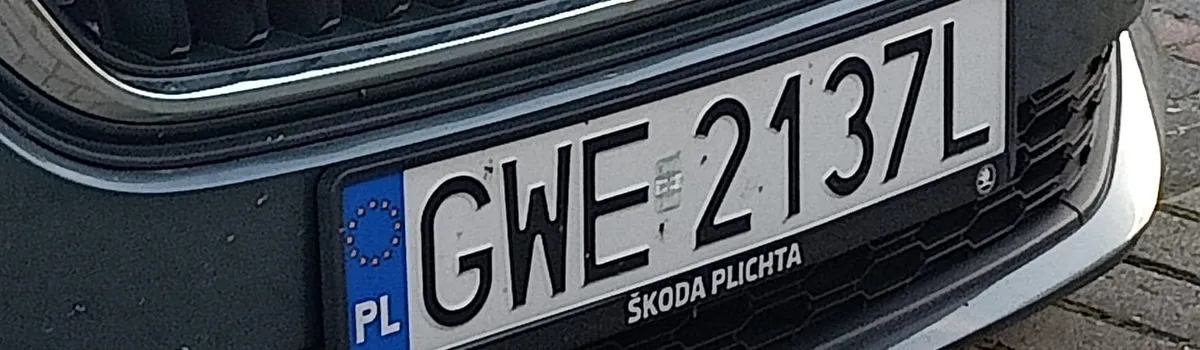 GWE 2137L
PL
ŠKODA PLICHTA